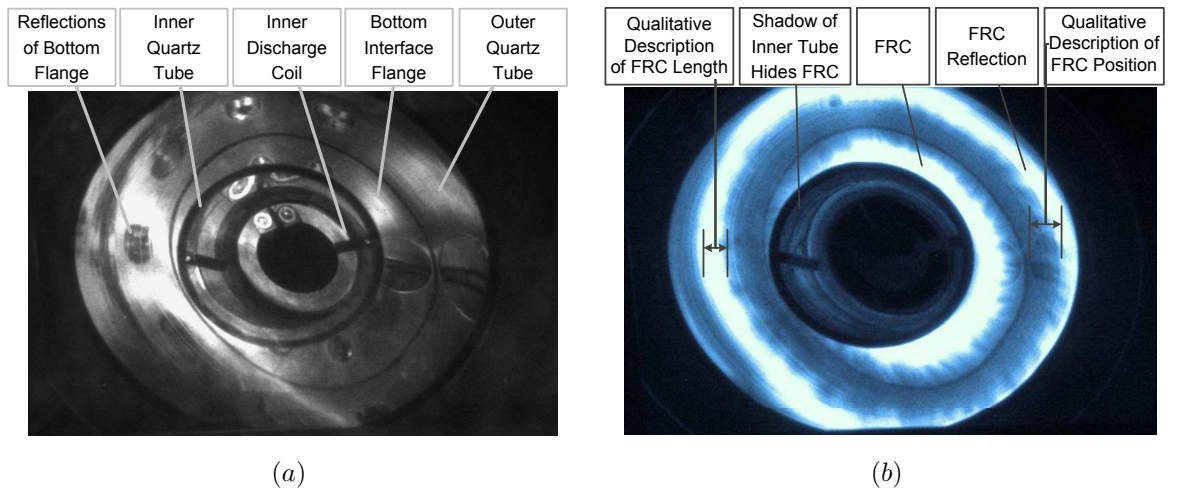 Reflections
of Bottom
Flange
Inner
Quartz
Tube
Inner
Discharge
Coil
Bottom
Interface
Flange
Outer
Quartz
Tube
Qualitative
Description
of FRC Length
Shadow of
Inner Tube
Hides FRC
FRC
FRC
Reflection
Qualitative
Description of
FRC Position
(a)
(b)